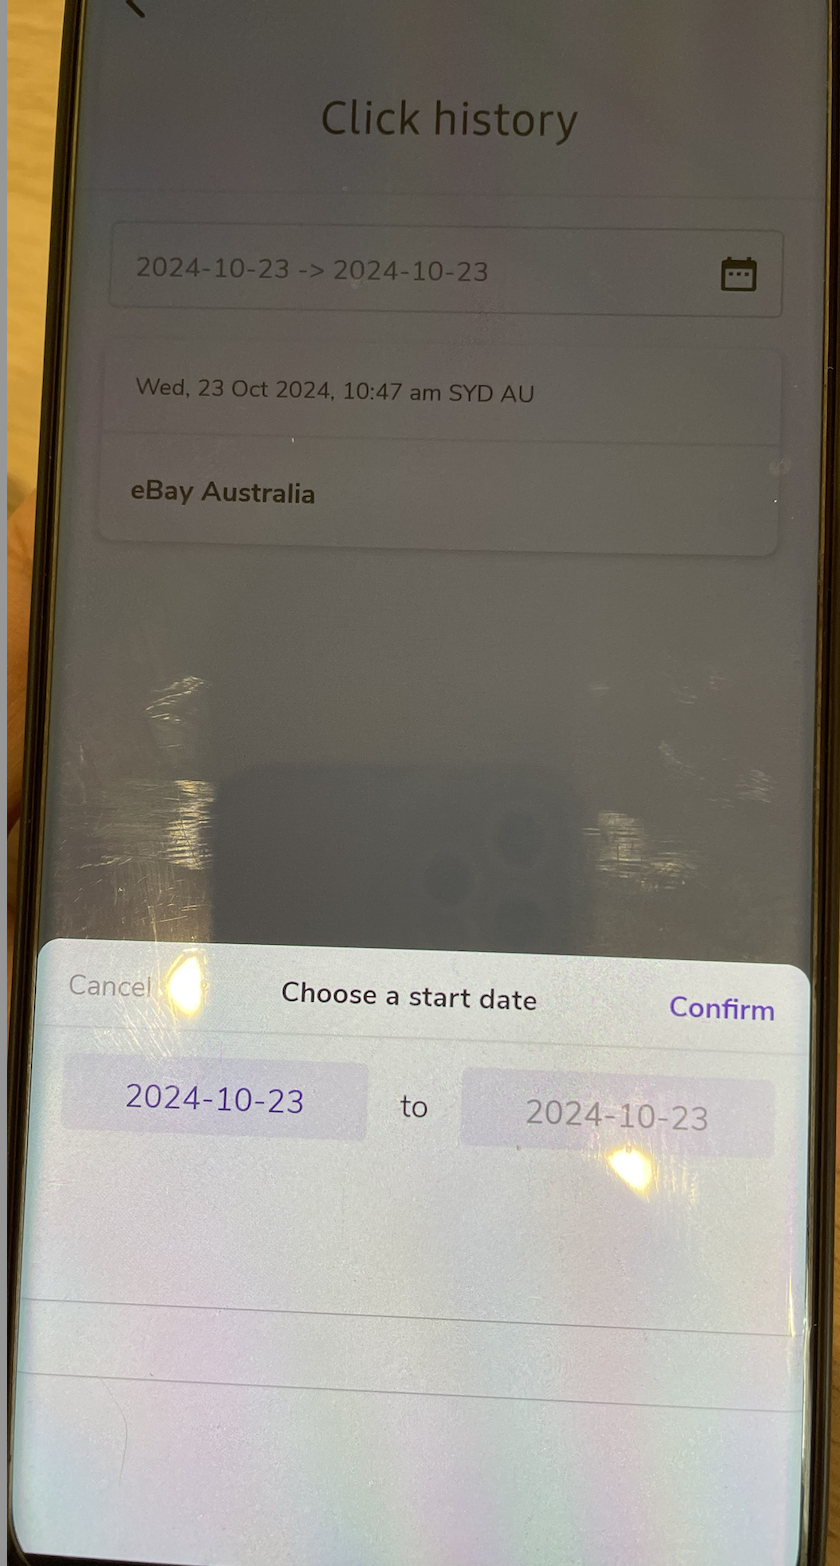 Click history
2024-10-23 -> 2024-10-23
Wed, 23 Oct 2024, 10:47 am SYD AU
eBay Australia
Cancel
Choose a start date
Confirm
2024-10-23
to
2024-10-23